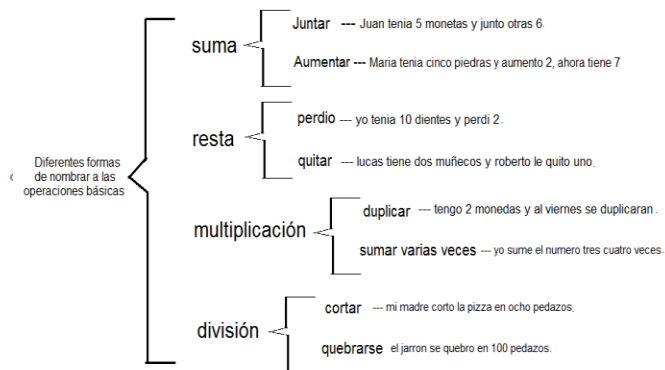 suma
Juntar --- Juan tenia 5 monetas y junto otras 6.
Aumentar --- Maria tenia cinco piedras y aumento 2, ahora tiene 7
Diferentes formas
de nombrar a las
operaciones básicas
resta
perdio --- yo tenia 10 dientes y perdi 2.
quitar --- lucas tiene dos muñecos y roberto le quito uno.
multiplicación
duplicar --- tengo 2 monedas y al viernes se duplicaran.
sumar varias veces -- yo sume el numero tres cuatro veces.
división
cortar --- mi madre corto la pizza en ocho pedazos.
quebrarse el jarron se quebro en 100 pedazos.